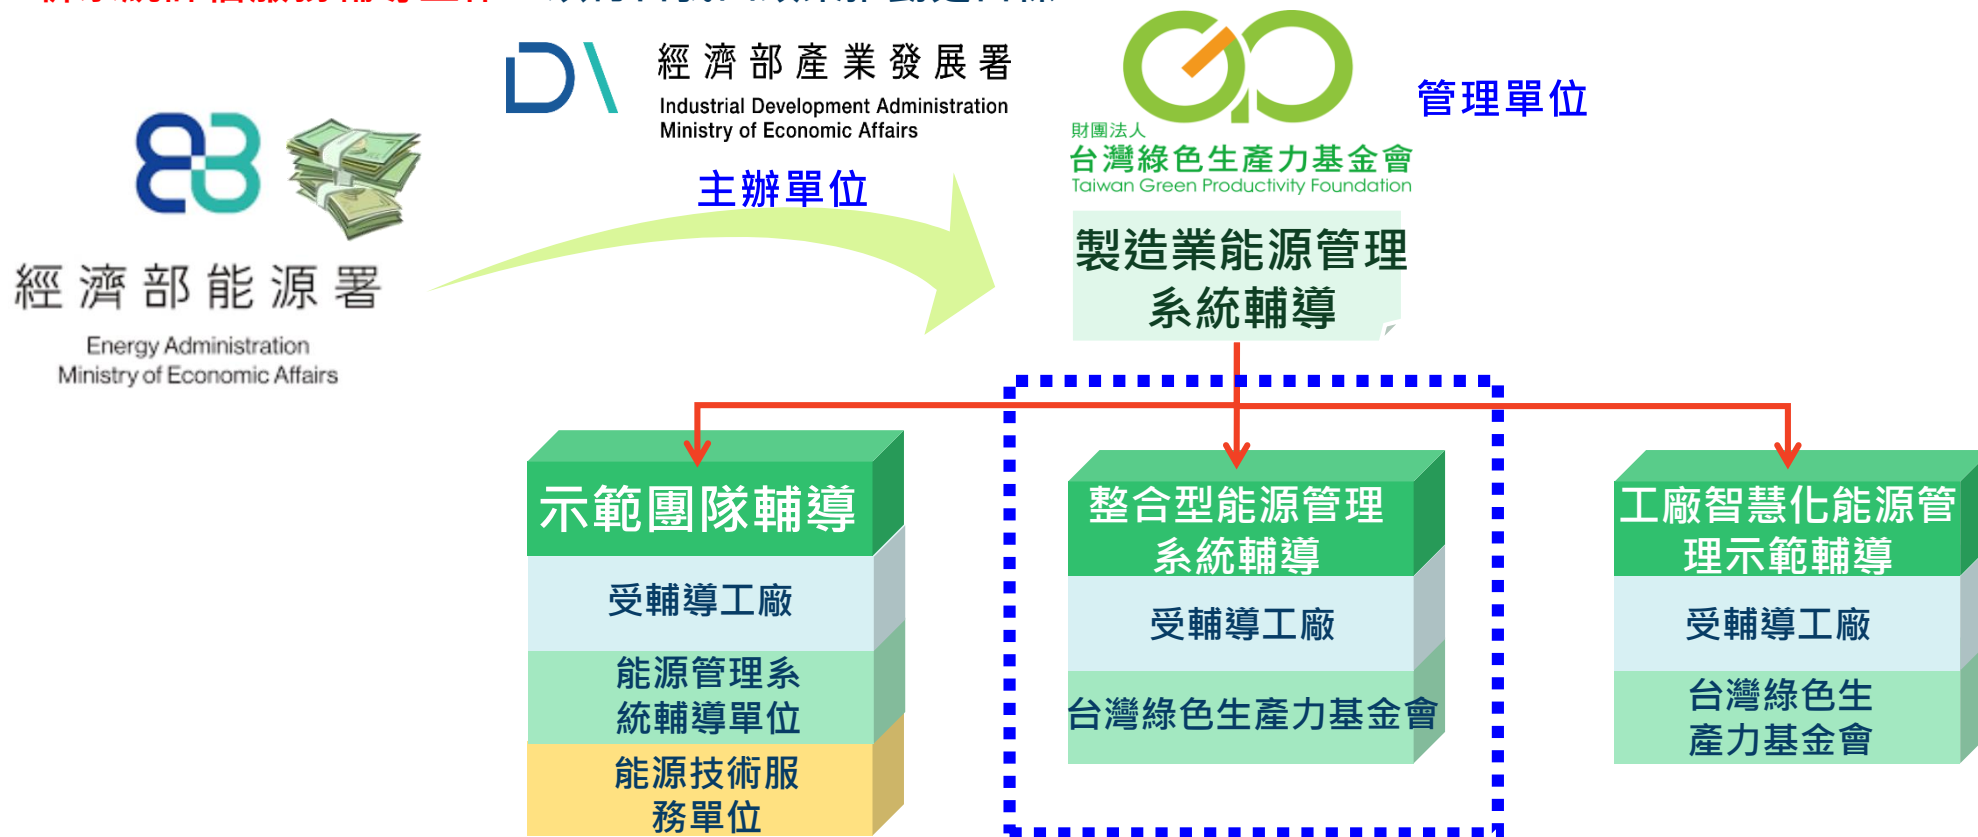 經濟部產業發展署
Industrial Development Administration
Ministry of Economic Affairs
主辦單位
財團法人
台灣綠色生產力基金會
Taiwan Green Productivity Foundation
管理單位
經濟部能源署
Energy Administration
Ministry of Economic Affairs
製造業能源管理
系統輔導
示範團隊輔導
受輔導工廠
能源管理系
統輔導單位
能源技術服
務單位
整合型能源管理
系統輔導
受輔導工廠
台灣綠色生產力基金會
工廠智慧化能源管
理示範輔導
受輔導工廠
台灣綠色生
產力基金會